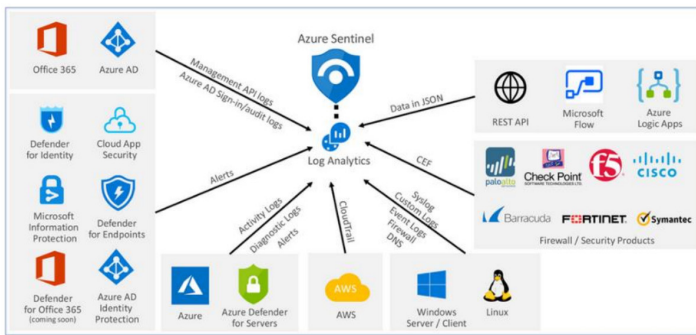 Azure Sentinel
Office 365
Azure AD
Management API logs
Azure AD Sign-in/audit logs
Data in JSON
REST API
Microsoft
Flow
Azure
Logic Apps
Defender
for Identity
Cloud App
Security
Log Analytics
Alerts
CEF
paloalto
Check Point
SOFTWARE TECHNOLOGIES LTD.
f5
CISCO
Microsoft
Information
Protection
Defender
for Endpoints
Activity Logs
Diagnostic Logs
Alerts
CloudTrail
Syslog
Custom Logs
Event Logs
Firewall
DNS
Barracuda
FORTINET
Symantec
Firewall / Security Products
Defender
for Office 365
(coming soon)
Azure AD
Identity
Protection
Azure
Azure Defender
for Servers
AWS
AWS
Windows
Server / Client
Linux